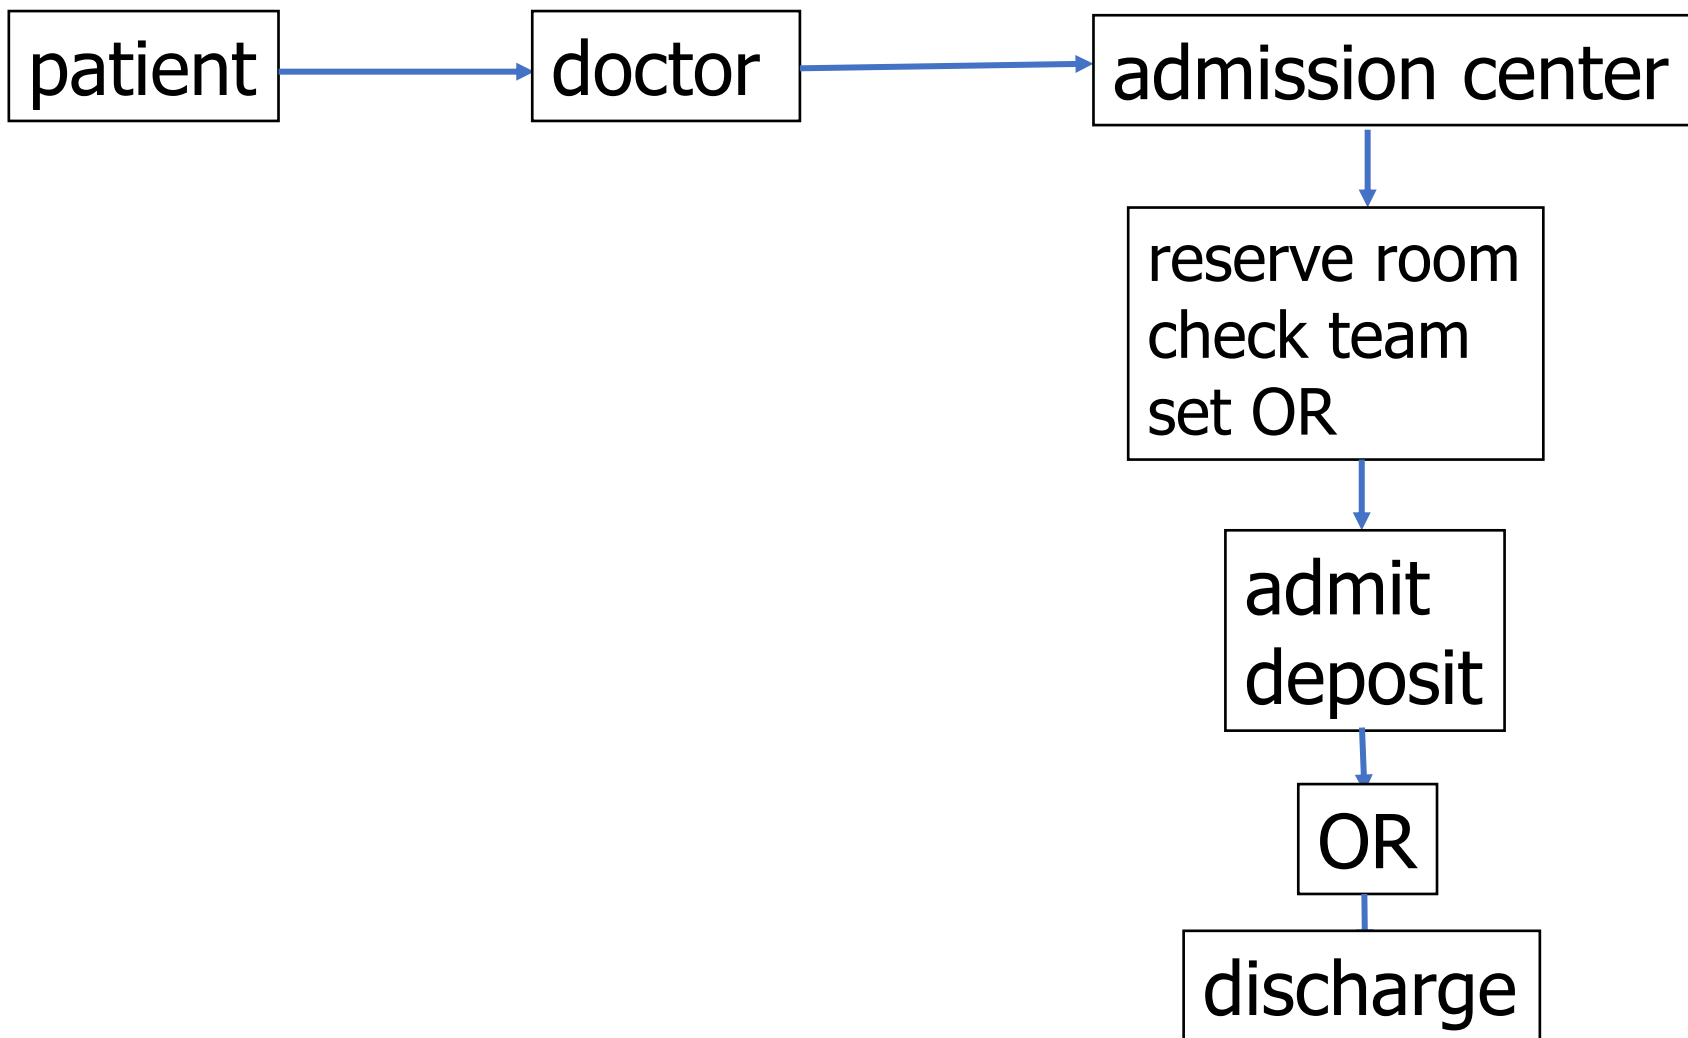 patient
doctor
admission center
reserve room
check team
set OR
admit
deposit
OR
discharge